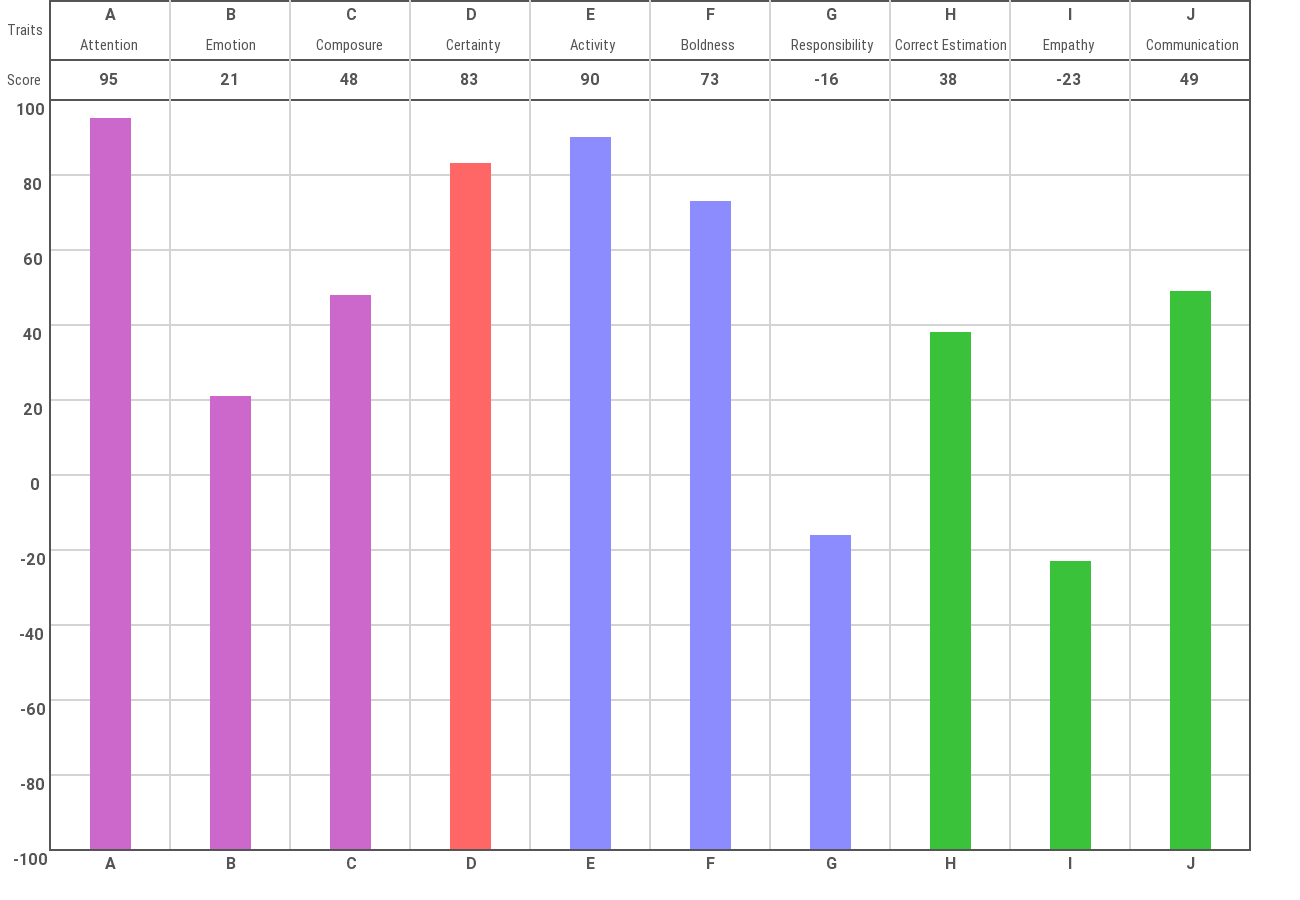 A B C D E F G H I J
Traits
Attention Emotion Composure Certainty Activity Boldness Responsibility Correct Estimation Empathy Communication
Score 95 21 48 83 90 73 -16 38 -23 49
100
80
60
40
20
0
-20
-40
-60
-80
-100
A B C D E F G H I J